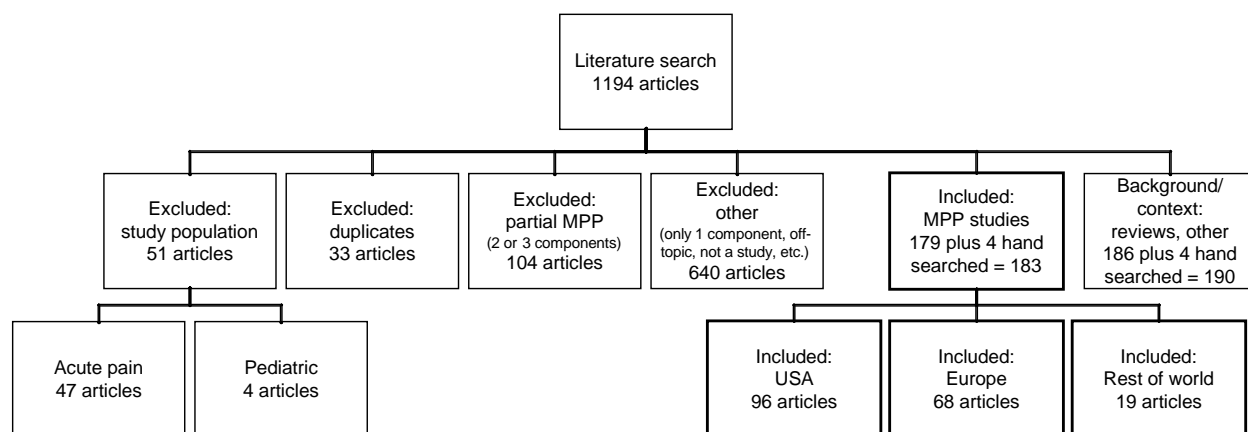 Literature search
1194 articles
Excluded:
study population
51 articles
Excluded:
duplicates
33 articles
Excluded:
partial MPP
(2 or 3 components)
104 articles
Excluded:
other
(only 1 component, off-
topic, not a study, etc.)
640 articles
Included:
MPP studies
179 plus 4 hand
searched = 183
Background/
context:
reviews, other
186 plus 4 hand
searched = 190
Acute pain
47 articles
Pediatric
4 articles
Included:
USA
96 articles
Included:
Europe
68 articles
Included:
Rest of world
19 articles